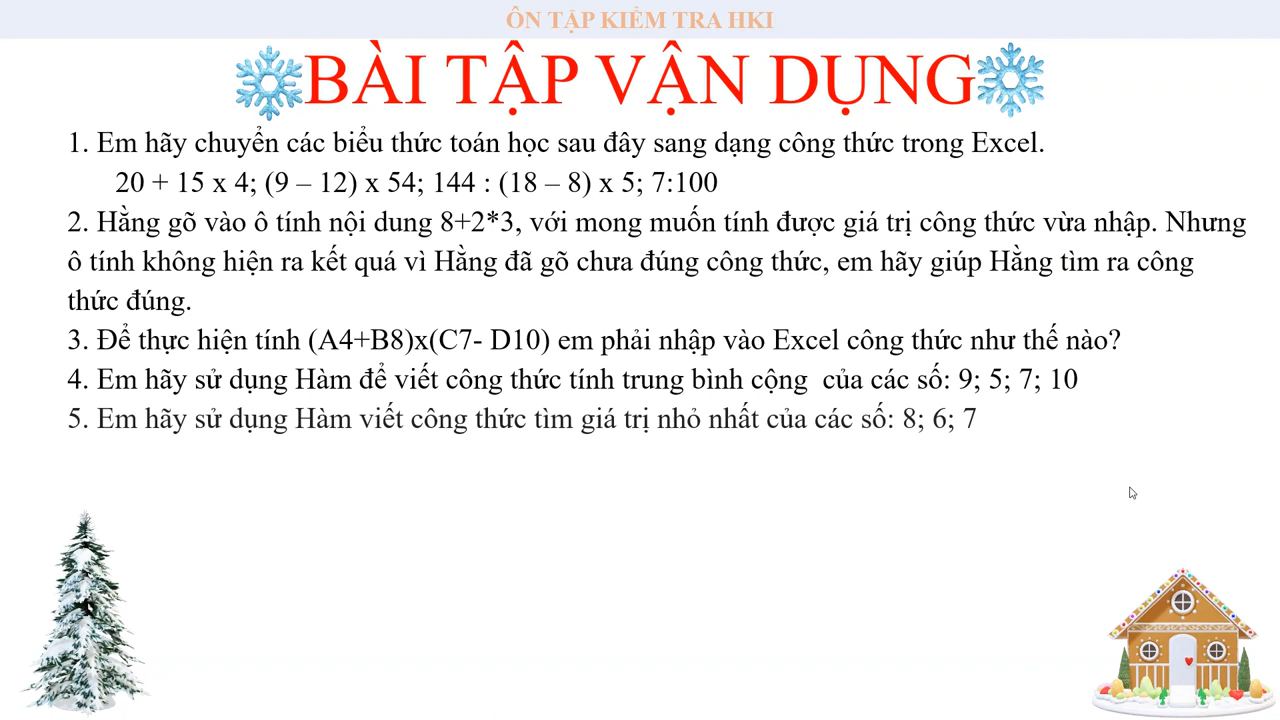 ÔN TẬP KIỂM TRA HKI
BÀI TẬP VẬN DỤNG
1. Em hãy chuyển các biểu thức toán học sau đây sang dạng công thức trong Excel.
20 + 15 x 4; (9 – 12) x 54; 144 : (18 – 8) x 5; 7:100
2. Hằng gõ vào ô tính nội dung 8+2*3, với mong muốn tính được giá trị công thức vừa nhập. Nhưng
ô tính không hiện ra kết quá vì Hằng đã gõ chưa đúng công thức, em hãy giúp Hằng tìm ra công
thức đúng.
3. Để thực hiện tính (A4+B8)x(C7- D10) em phải nhập vào Excel công thức như thế nào?
4. Em hãy sử dụng Hàm để viết công thức tính trung bình cộng  của các số: 9; 5; 7; 10
5. Em hãy sử dụng Hàm viết công thức tìm giá trị nhỏ nhất của các số: 8; 6; 7